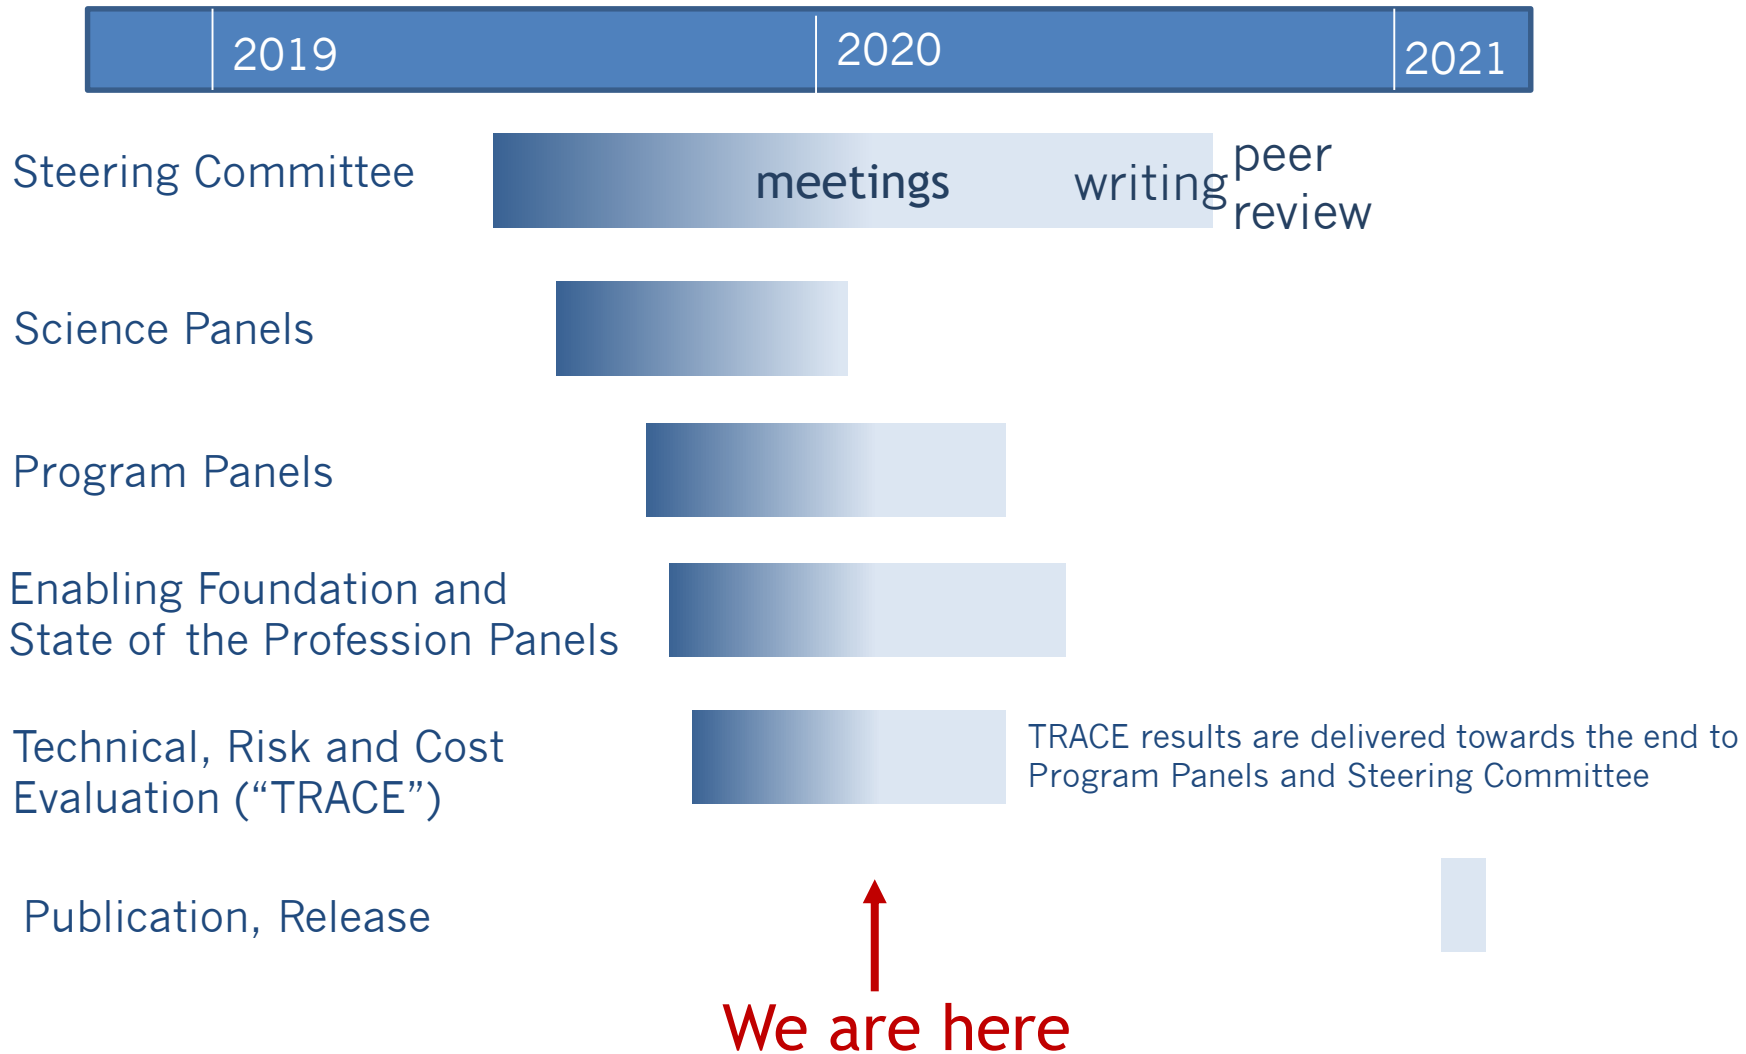 2019
2020
2021
Steering Committee
meetings
writing
peer
review
Science Panels
Program Panels
Enabling Foundation and
State of the Profession Panels
Technical, Risk and Cost
Evaluation (“TRACE”)
TRACE results are delivered towards the end to
Program Panels and Steering Committee
Publication, Release
We are here